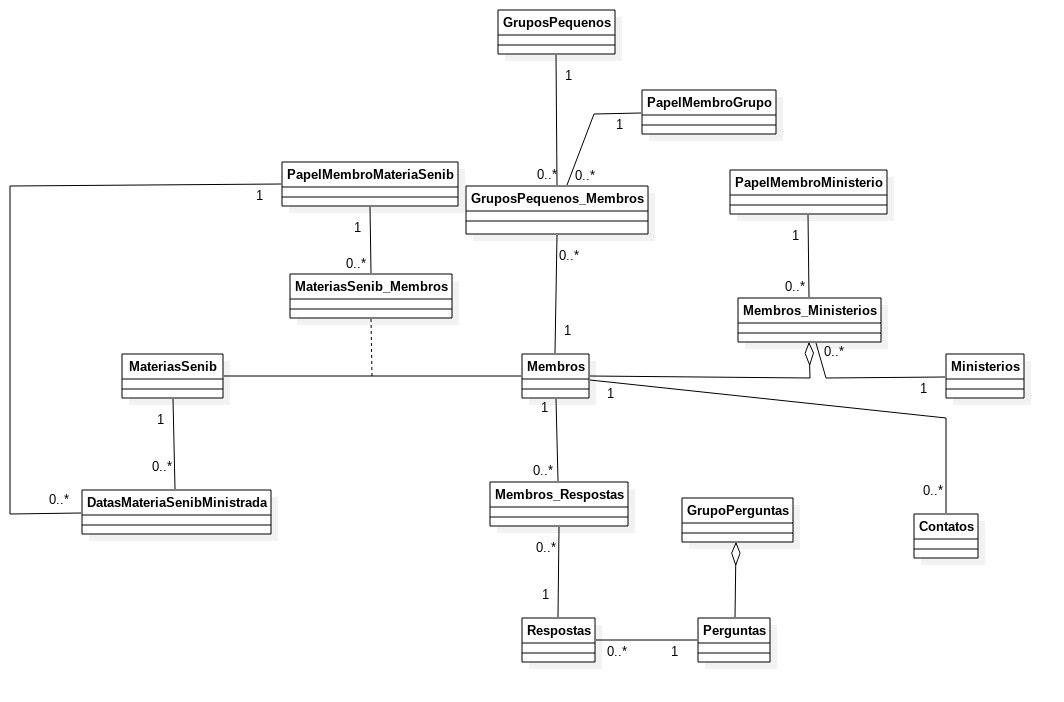 GruposPequenos
1
PapelMembroGrupo
1
PapelMembroMateriaSenib
1
0..*
0..*
PapelMembroMinisterio
GruposPequenos_Membros
1
1
0..*
0..*
0..*
MateriasSenib_Membros
Membros_Ministerios
1
0..*
MateriasSenib
Membros
Ministerios
1
1
1
1
0..*
0..*
0..*
0..*
DatasMateriaSenibMinistrada
Membros_Respostas
GrupoPerguntas
Contatos
0..*
1
Respostas
Perguntas
0..*
1